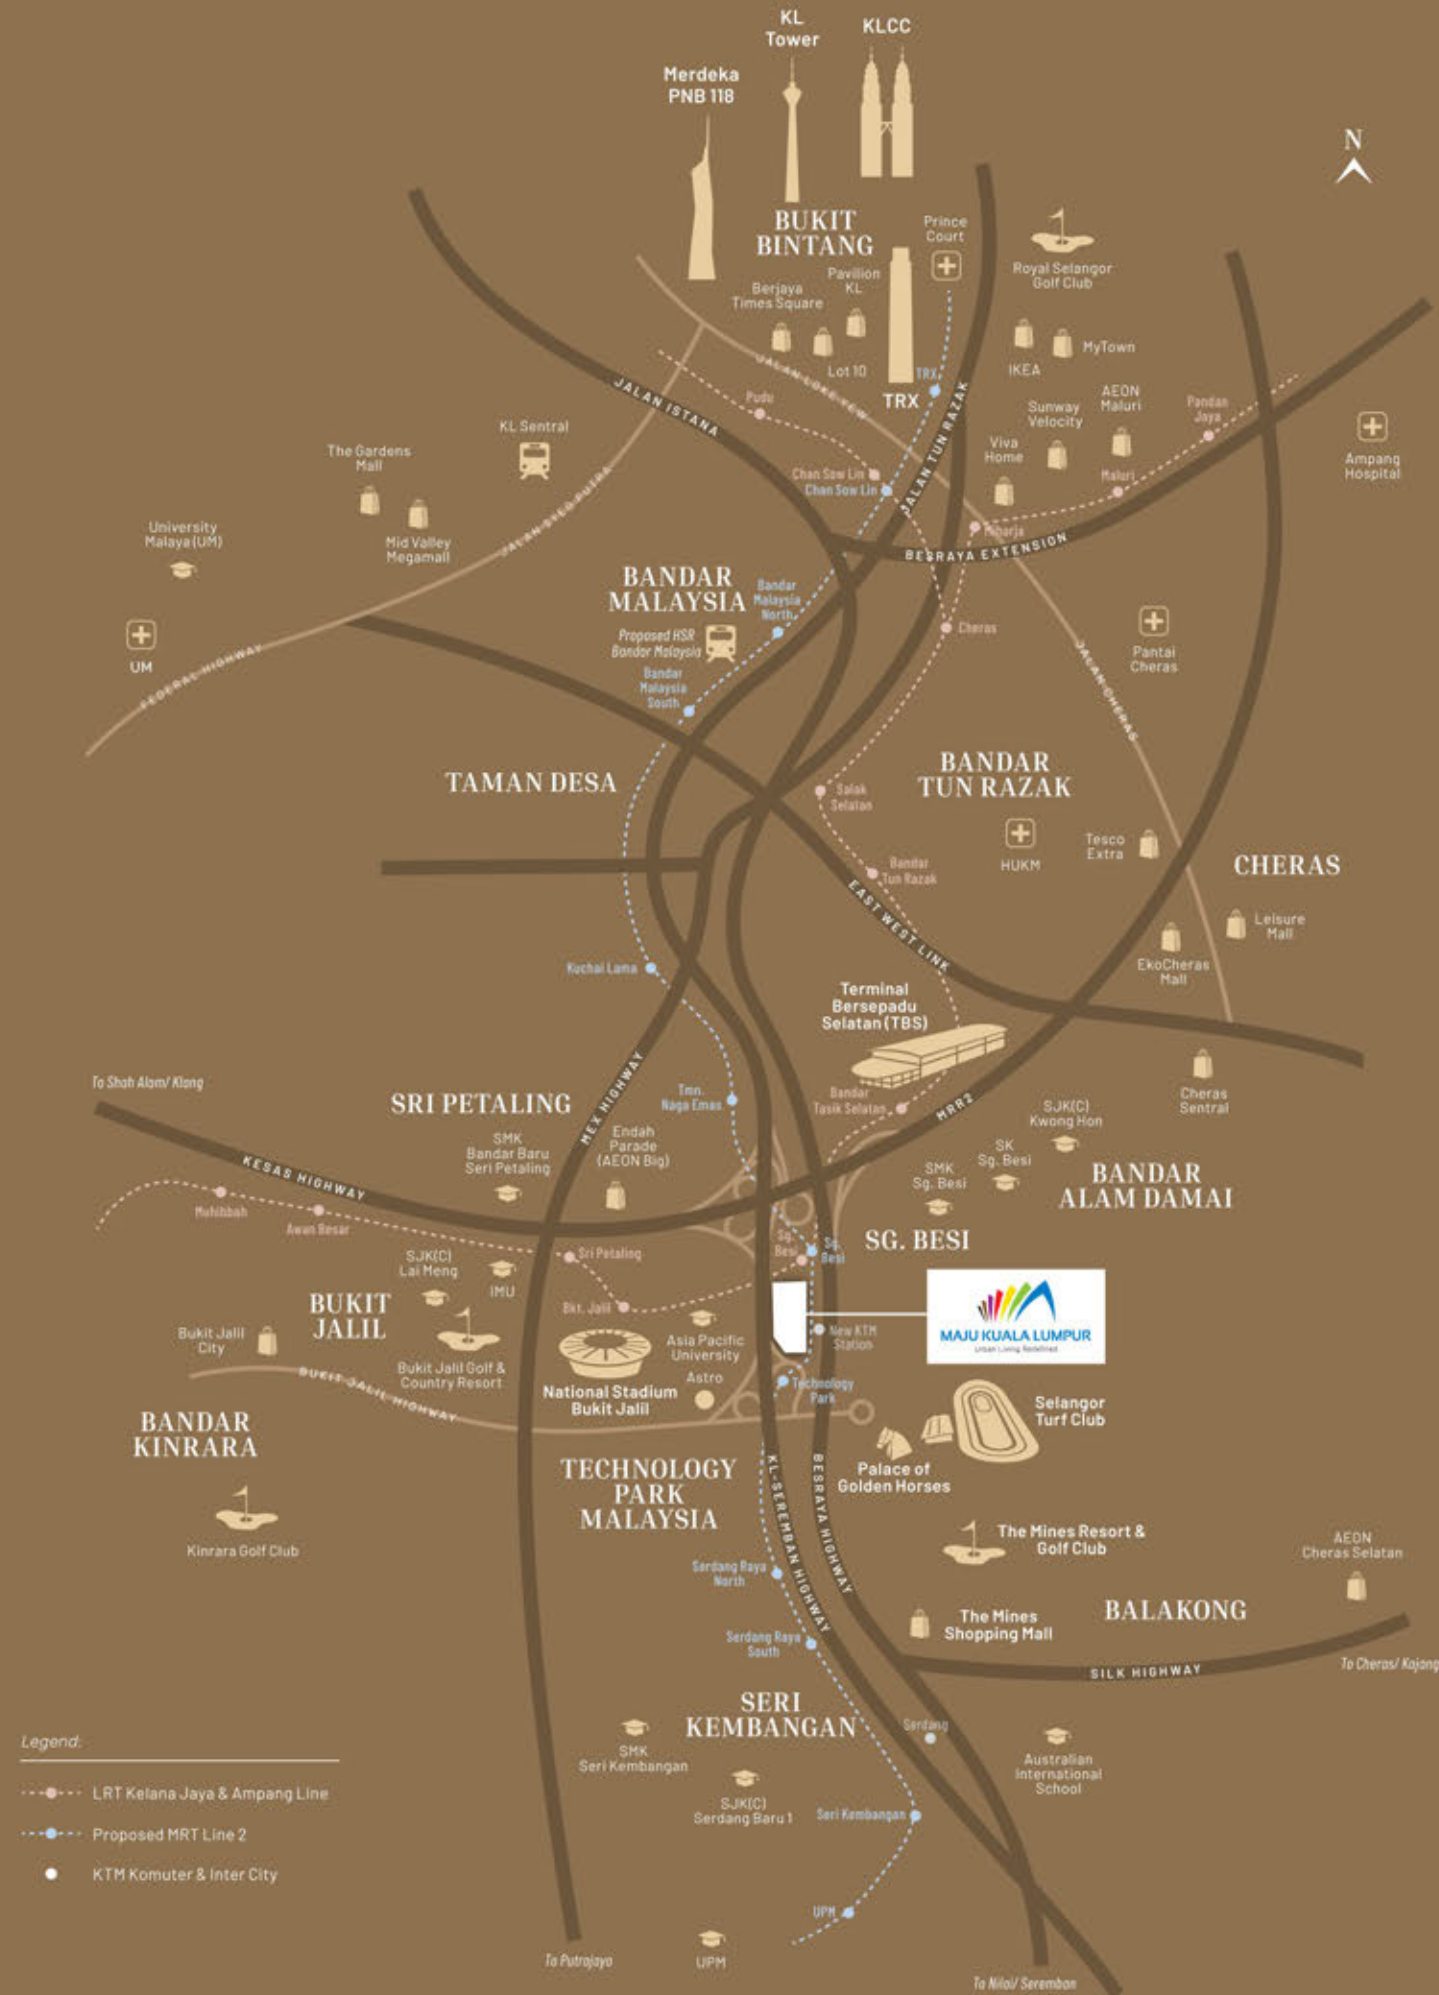 KL
Tower
KLCC
Merdeka
PNB 118
N
BUKIT
BINTANG
Prince
Court
Royal Selangor
Golf Club
Pavilion
KL
Berjaya
Times Square
Lot 10
TRX
TRX
IKEA
MyTown
JALAN LOKE YEW
JALAN ISTANA
JALAN TUN RAZAK
Pudu
Sunway
Velocity
AEON
Maluri
Pandan
Jaya
Viva
Home
Ampang
Hospital
KL Sentral
The Gardens
Mall
Mid Valley
Megamall
JALAN SYED PUTRA
University
Malaya (UM)
UM
FEDERAL HIGHWAY
Chan Sow Lin
Chan Sow Lin
Maluri
Miharja
BESRAYA EXTENSION
BANDAR
MALAYSIA
Bandar
Malaysia
North
Proposed HSR
Bandar Malaysia
Bandar
Malaysia
South
Cheras
Pantai
Cheras
JALAN CHERAS
TAMAN DESA
BANDAR
TUN RAZAK
Salak
Selatan
HUKM
Tesco
Extra
CHERAS
Bandar
Tun Razak
EAST WEST LINK
Leisure
Mall
EkoCheras
Mall
Kuchai Lama
Terminal
Bersepadu
Selatan (TBS)
Cheras
Sentral
To Shah Alam/ Klang
SRI PETALING
MEX HIGHWAY
Tmn.
Naga Emas
Bandar
Tasik Selatan
MRR2
SJK(C)
Kwong Hon
SK
Sg. Besi
SMK
Sg. Besi
BANDAR
ALAM DAMAI
SMK
Bandar Baru
Seri Petaling
Endah
Parade
(AEON Big)
KESAS HIGHWAY
Muhibbah
Awan Besar
Sri Petaling
Sg.
Besi
Sg.
Besi
SG. BESI
SJK(C)
Lai Meng
IMU
BUKIT
JALIL
Bkt. Jalil
Bukit Jalil
City
Bukit Jalil Golf &
Country Resort
BUKIT JALIL HIGHWAY
National Stadium
Bukit Jalil
Asia Pacific
University
Astro
New KTM
Station
Technology
Park
MAJU KUALA LUMPUR
Urban Living Redefined
Selangor
Turf Club
Palace of
Golden Horses
BANDAR
KINRARA
Kinrara Golf Club
TECHNOLOGY
PARK
MALAYSIA
KL-SEREMBAN HIGHWAY
BESRAYA HIGHWAY
The Mines Resort &
Golf Club
AEON
Cheras Selatan
Serdang Raya
North
Serdang Raya
South
The Mines
Shopping Mall
BALAKONG
SILK HIGHWAY
To Cheras/ Kajang
SERI
KEMBANGAN
SMK
Seri Kembangan
SJK(C)
Serdang Baru 1
Serdang
Australian
International
School
Seri Kembangan
UPM
UPM
To Putrajaya
To Nilai/ Seremban
Legend:
LRT Kelana Jaya & Ampang Line
Proposed MRT Line 2
KTM Komuter & Inter City